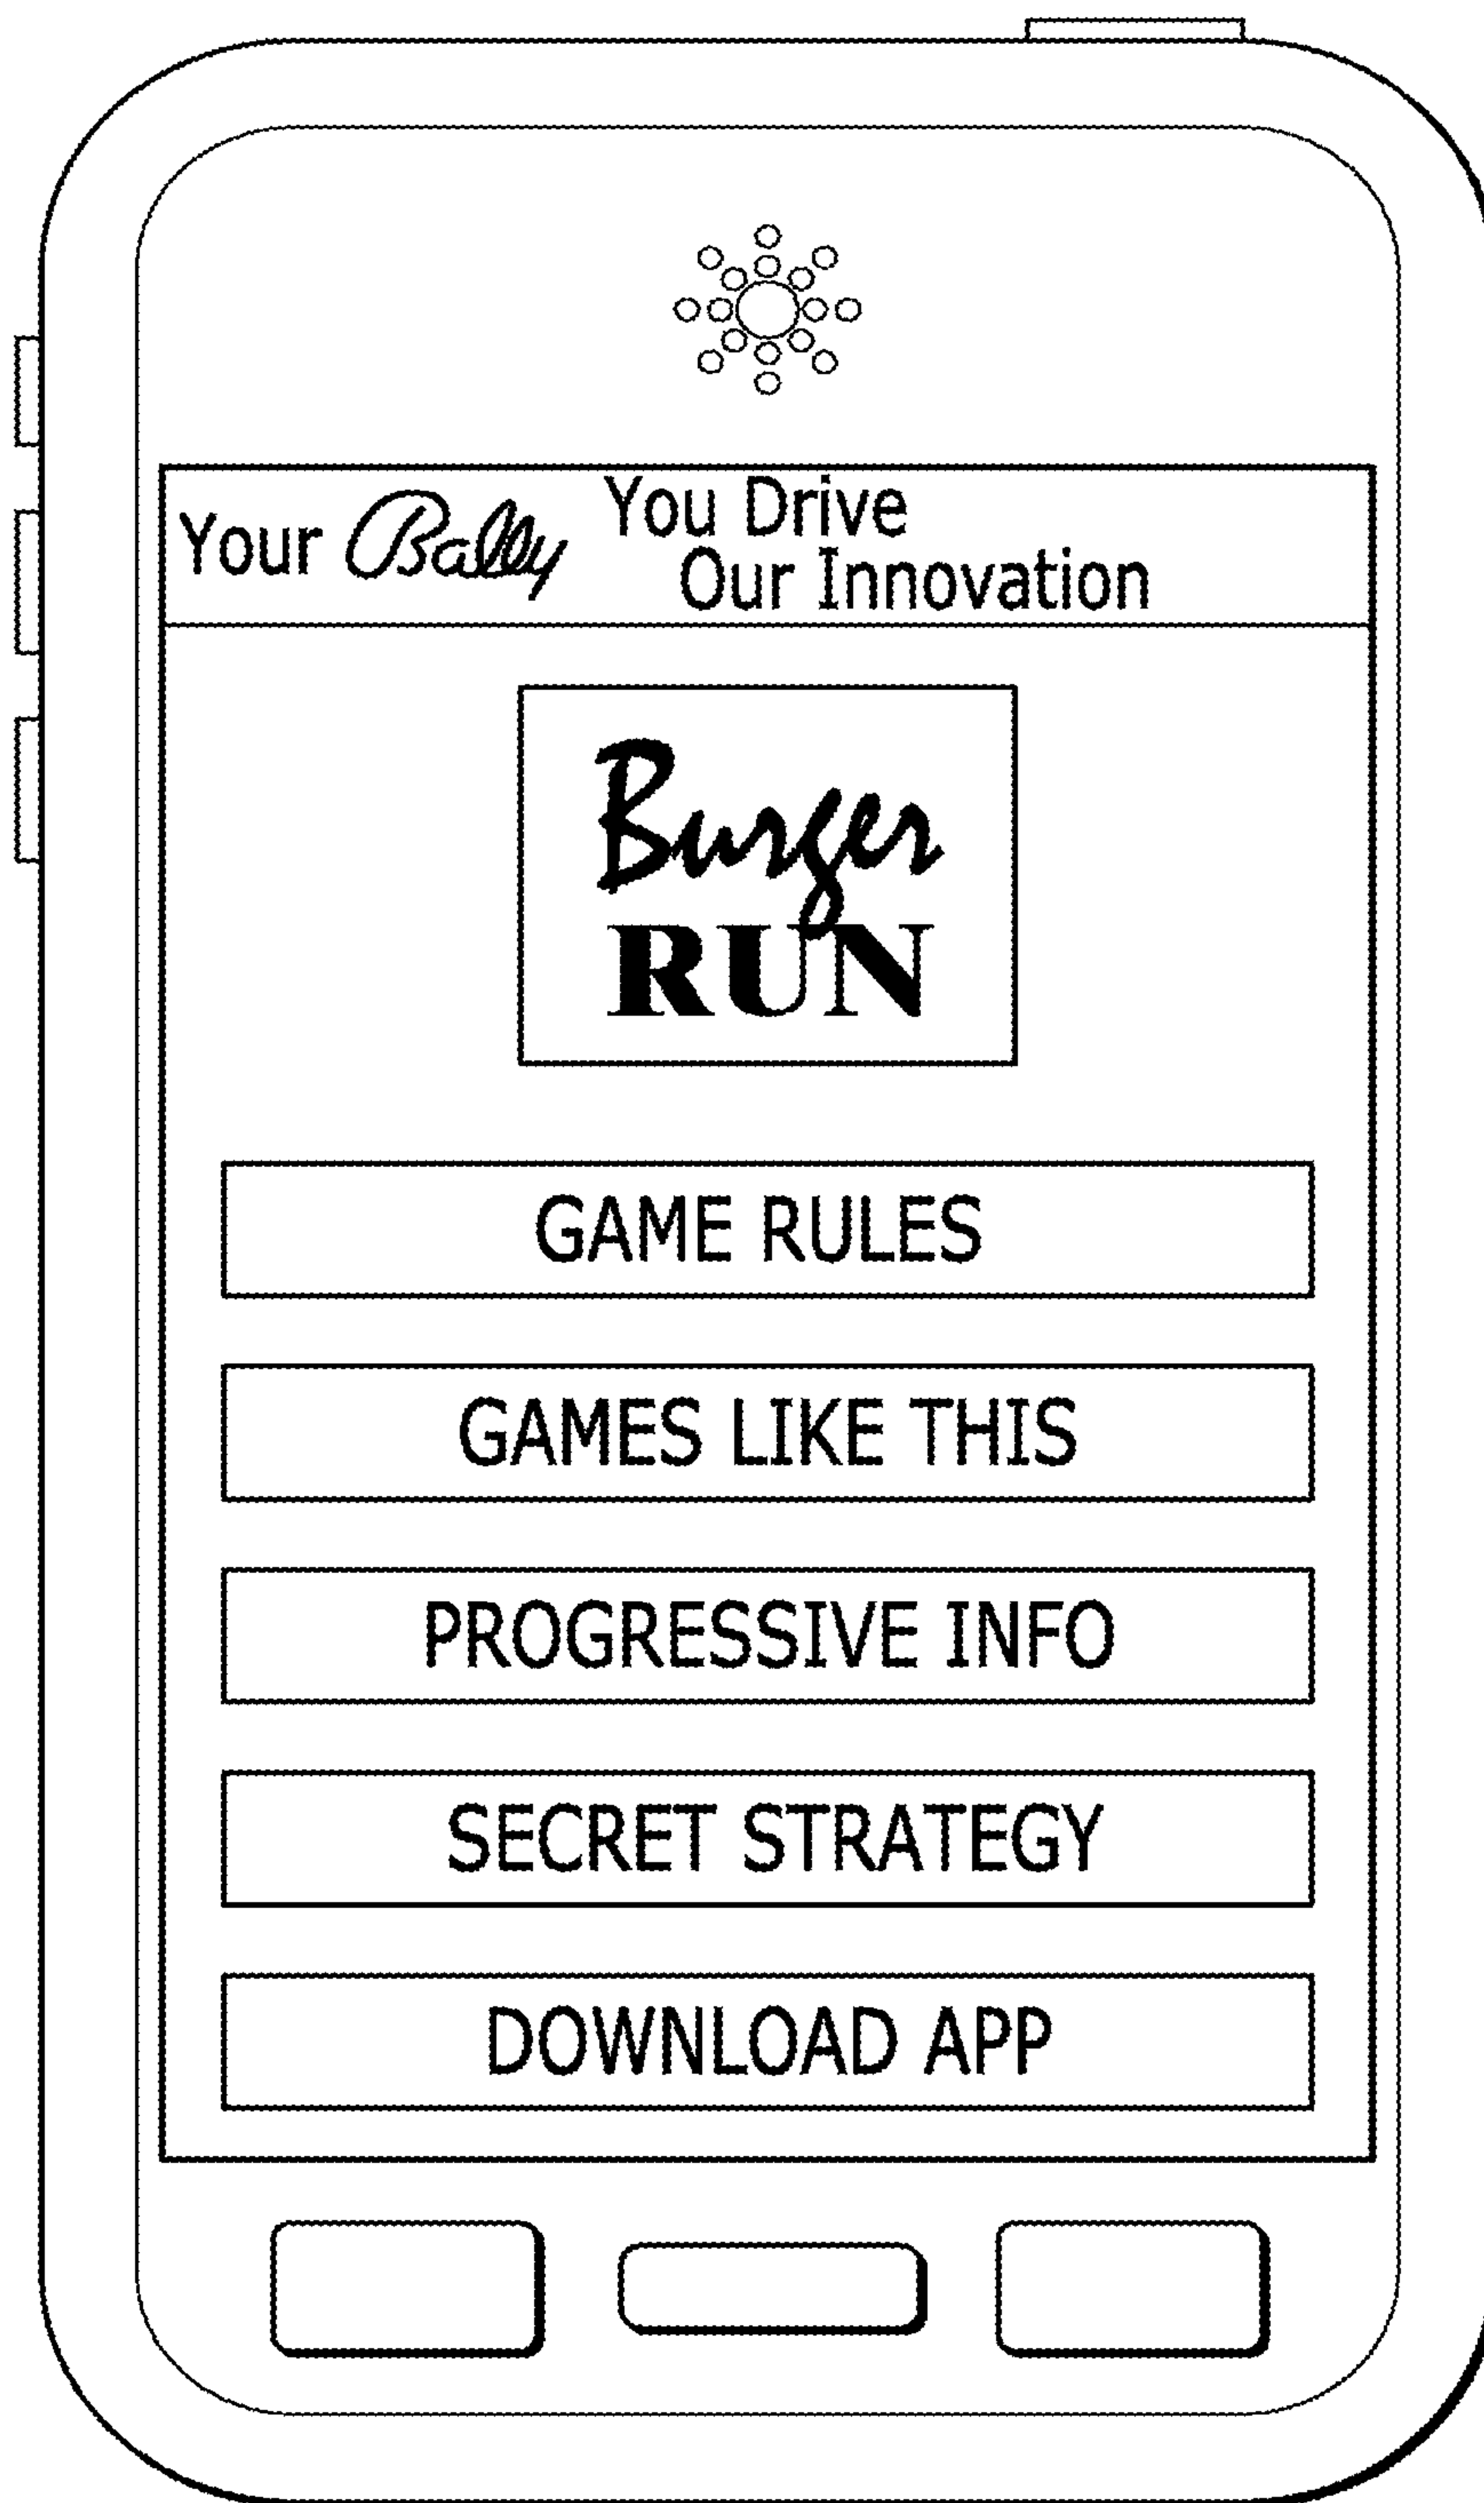 Your Bally You Drive
Our Innovation
Burger
RUN
GAME RULES
GAMES LIKE THIS
PROGRESSIVE INFO
SECRET STRATEGY
DOWNLOAD APP